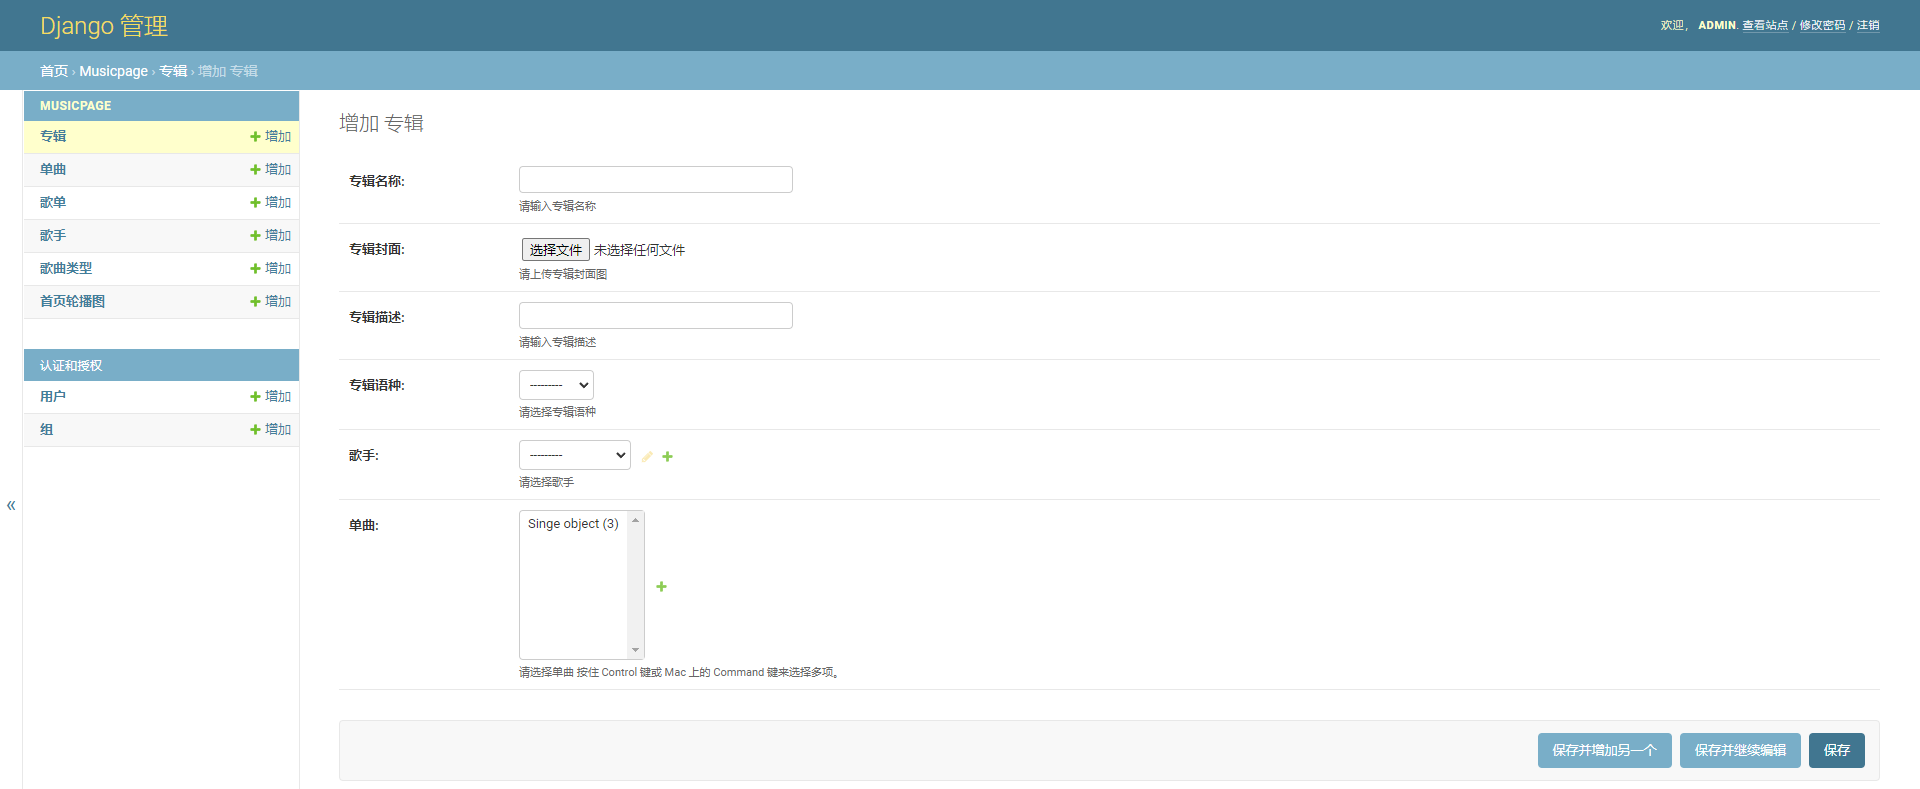 Django 管理
欢迎， ADMIN. 查看站点 / 修改密码 / 注销
首页 › Musicpage › 专辑 › 增加 专辑
MUSICPAGE
专辑 增加
单曲 增加
歌单 增加
歌手 增加
歌曲类型 增加
首页轮播图 增加
认证和授权
用户 增加
组 增加
«
增加 专辑
专辑名称:
请输入专辑名称
专辑封面: 选择文件 未选择任何文件
请上传专辑封面图
专辑描述:
请输入专辑描述
专辑语种: ---------
请选择专辑语种
歌手: ---------
请选择歌手
单曲: Singe object (3)
请选择单曲 按住 Control 键或 Mac 上的 Command 键来选择多项。
保存并增加另一个 保存并继续编辑 保存